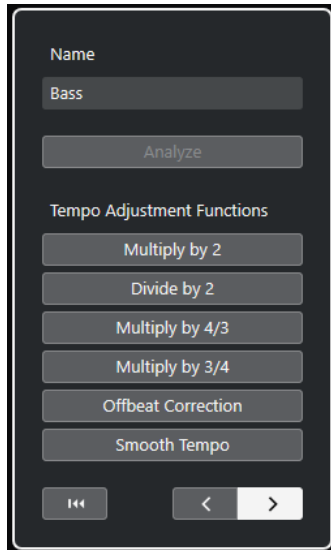 Name
Bass
Analyze
Tempo Adjustment Functions
Multiply by 2
Divide by 2
Multiply by 4/3
Multiply by 3/4
Offbeat Correction
Smooth Tempo